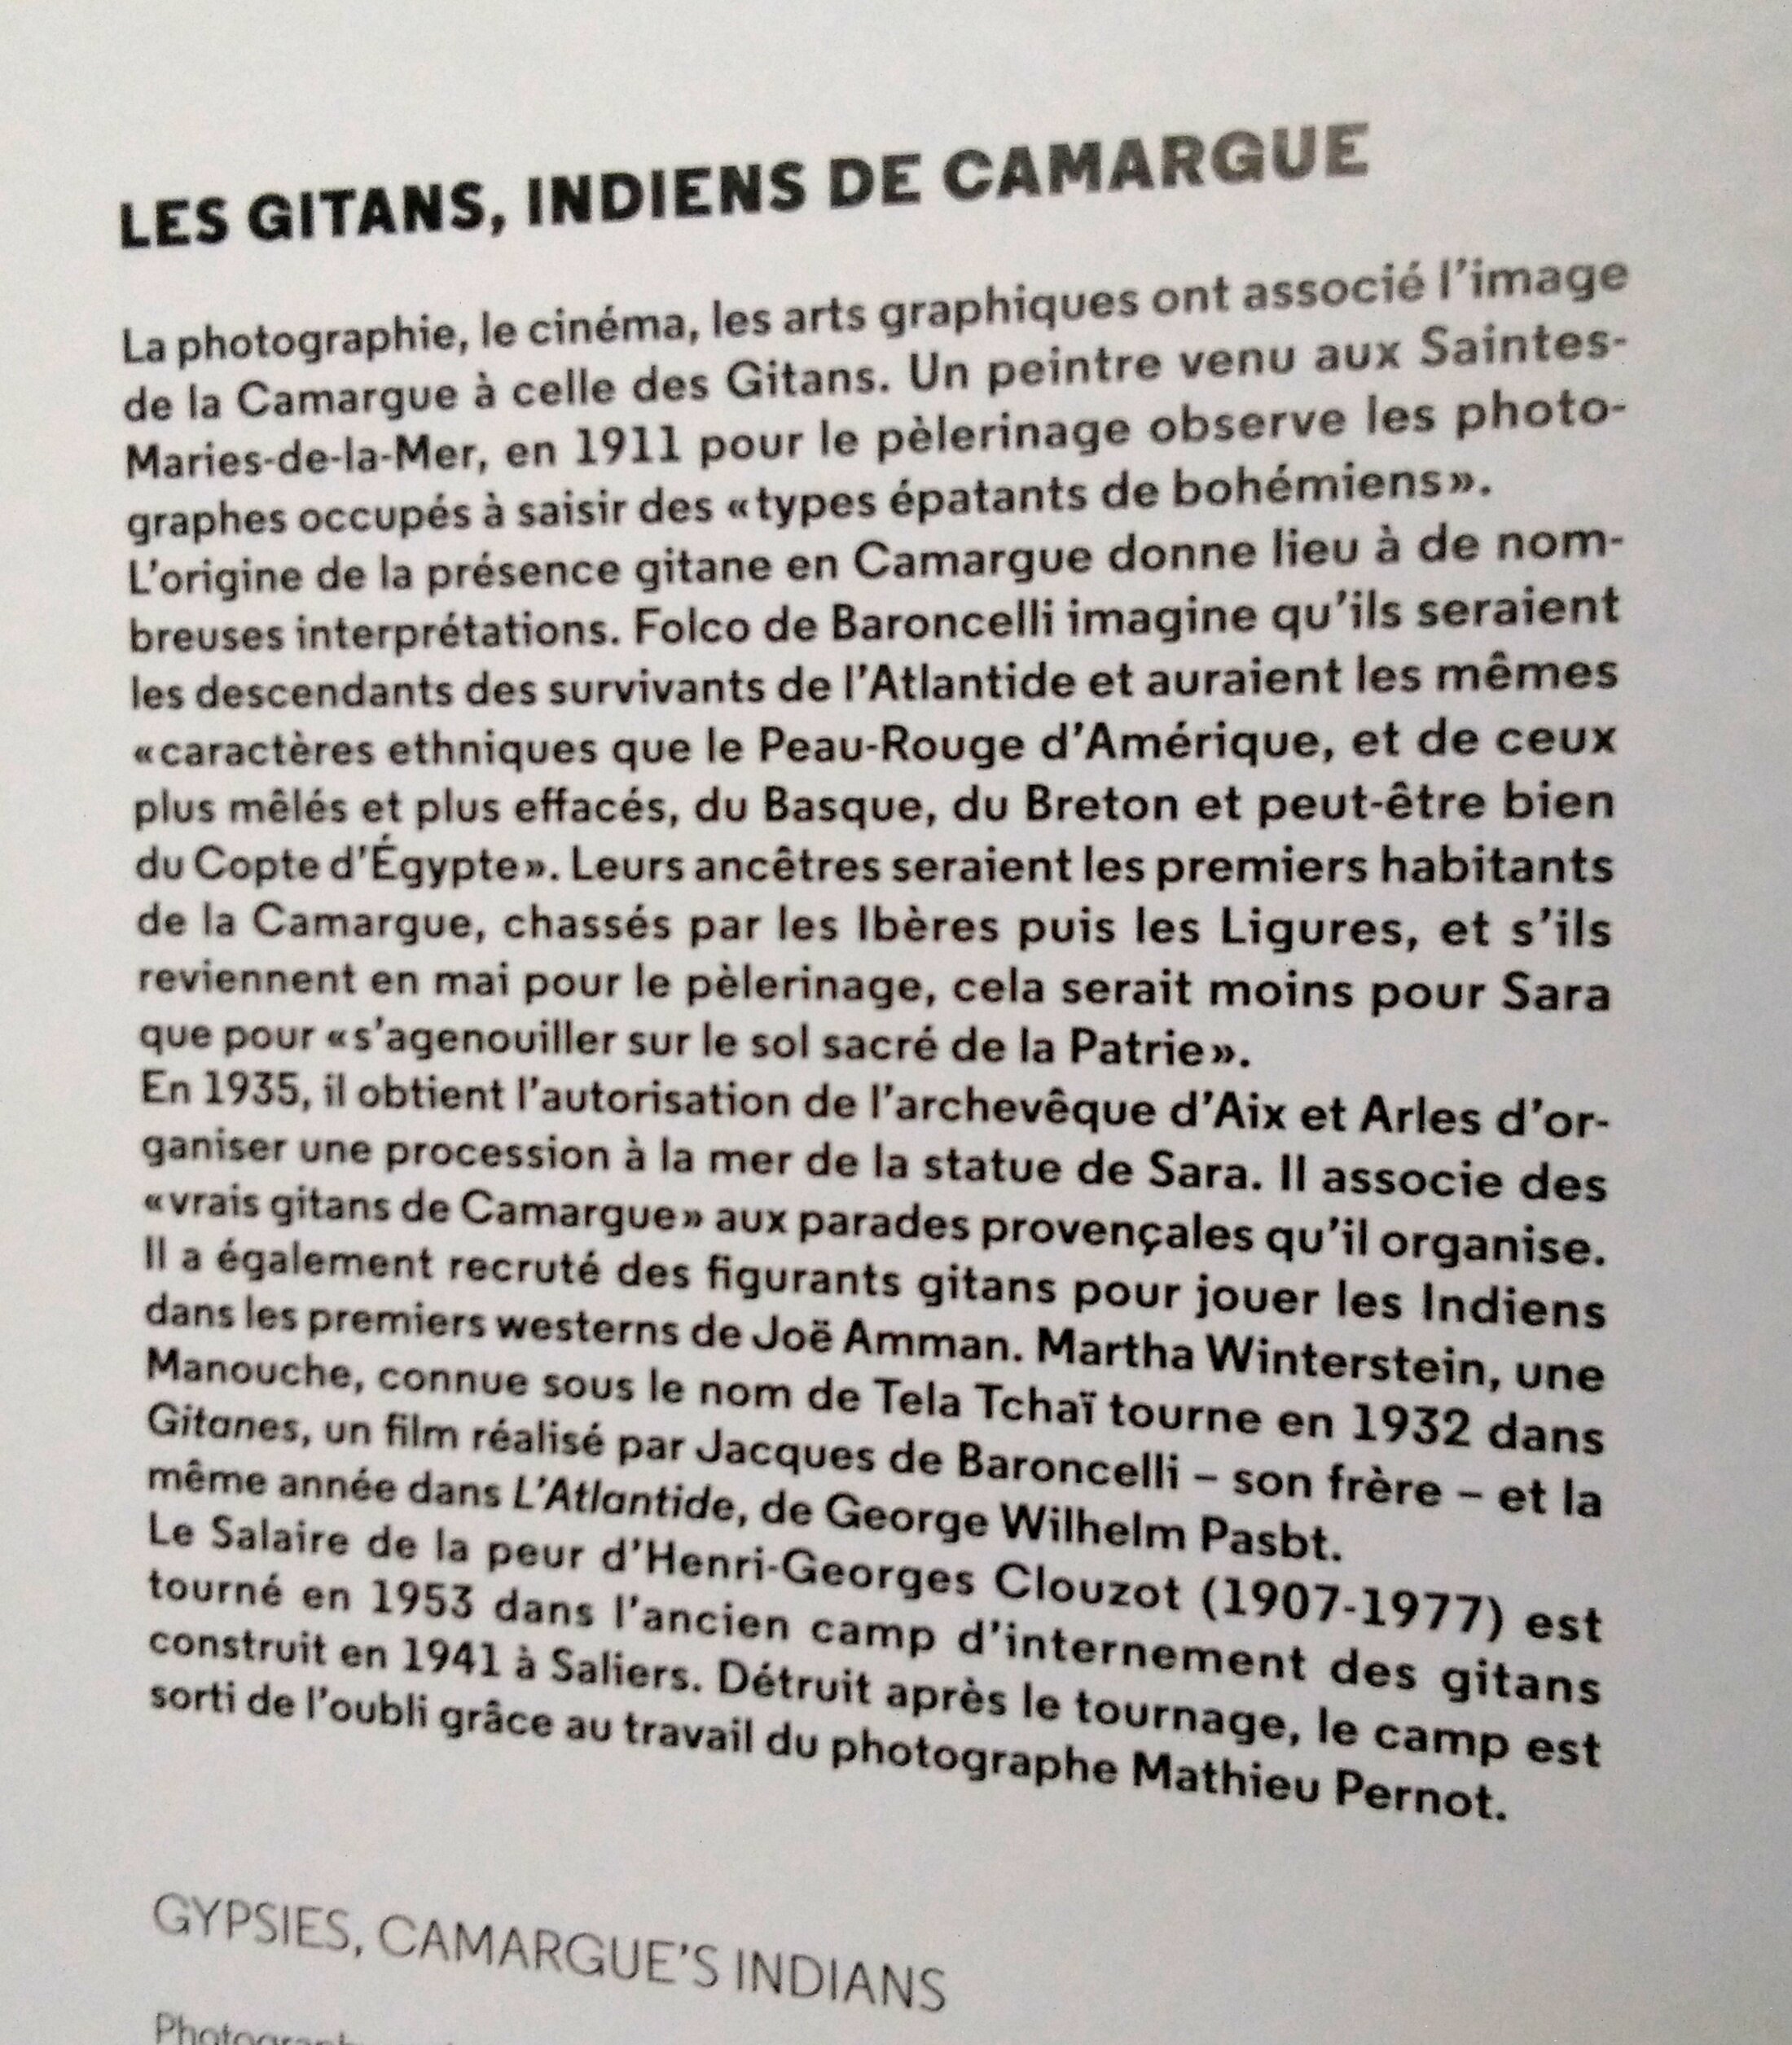 LES GITANS, INDIENS DE CAMARGUE
La photographie, le cinéma, les arts graphiques ont associé l'image
de la Camargue à celle des Gitans. Un peintre venu aux Saintes-
Maries-de-la-Mer, en 1911 pour le pèlerinage observe les photo-
graphes occupés à saisir des «types épatants de bohémiens».
L'origine de la présence gitane en Camargue donne lieu à de nom-
breuses interprétations. Folco de Baroncelli imagine qu'ils seraient
les descendants des survivants de l'Atlantide et auraient les mêmes
«caractères ethniques que le Peau-Rouge d'Amérique, et de ceux
plus mêlés et plus effacés, du Basque, du Breton et peut-être bien
du Copte d'Égypte». Leurs ancêtres seraient les premiers habitants
de la Camargue, chassés par les Ibères puis les Ligures, et s'ils
reviennent en mai pour le pèlerinage, cela serait moins pour Sara
que pour «s'agenouiller sur le sol sacré de la Patrie».
En 1935, il obtient l'autorisation de l'archevêque d'Aix et Arles d'or-
ganiser une procession à la mer de la statue de Sara. Il associe des
«vrais gitans de Camargue» aux parades provençales qu'il organise.
Il a également recruté des figurants gitans pour jouer les Indiens
dans les premiers westerns de Joë Amman. Martha Winterstein, une
Manouche, connue sous le nom de Tela Tchaï tourne en 1932 dans
Gitanes, un film réalisé par Jacques de Baroncelli – son frère – et la
même année dans L'Atlantide, de George Wilhelm Pasbt.
Le Salaire de la peur d'Henri-Georges Clouzot (1907-1977) est
tourné en 1953 dans l'ancien camp d'internement des gitans
construit en 1941 à Saliers. Détruit après le tournage, le camp est
sorti de l'oubli grâce au travail du photographe Mathieu Pernot.
GYPSIES, CAMARGUE'S INDIANS